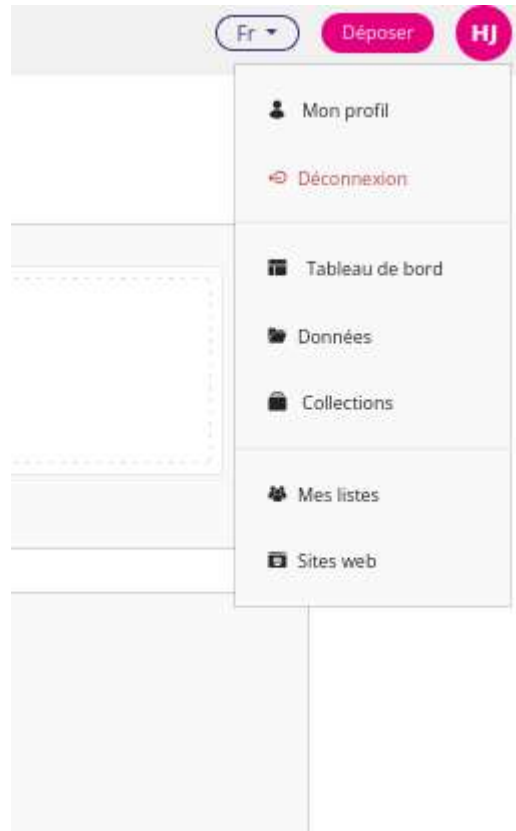 Fr Déposer HJ
Mon profil
Déconnexion
Tableau de bord
Données
Collections
Mes listes
Sites web